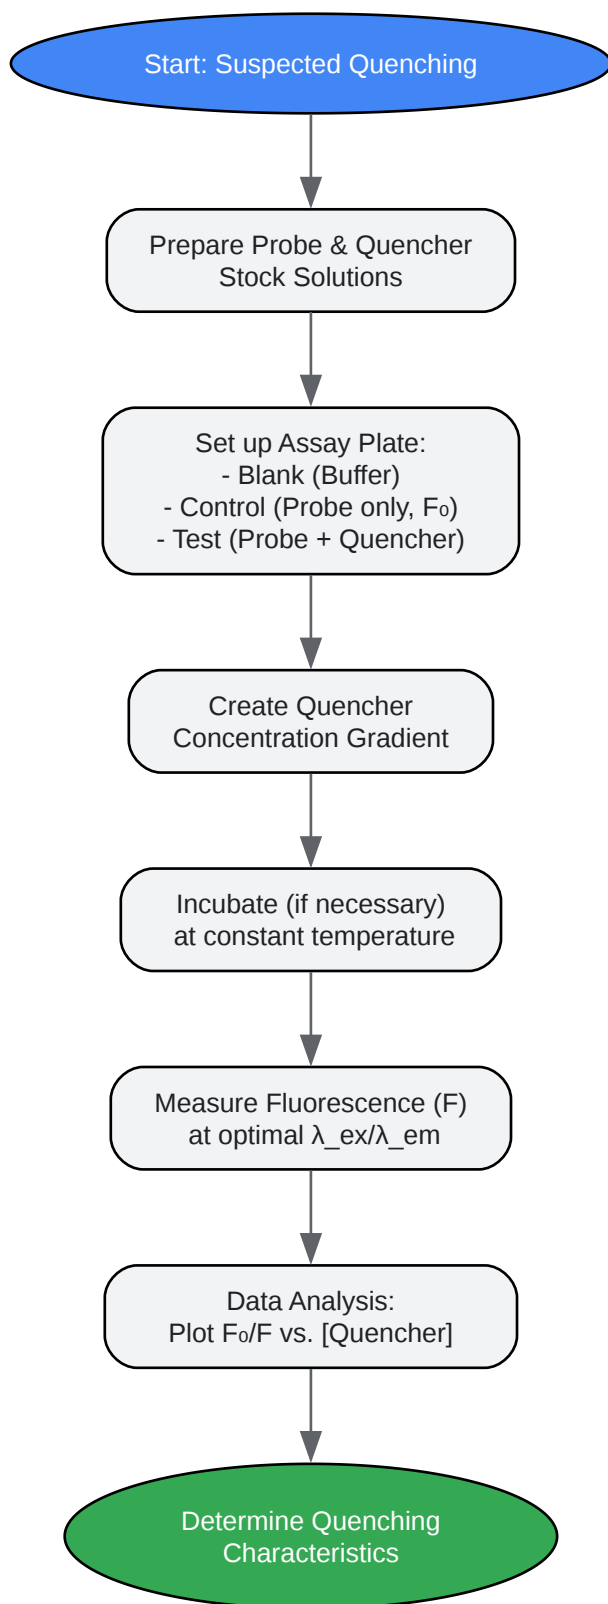 Start: Suspected Quenching
Prepare Probe & Quencher
Stock Solutions
Set up Assay Plate:
- Blank (Buffer)
- Control (Probe only, F₀)
- Test (Probe + Quencher)
Create Quencher
Concentration Gradient
Incubate (if necessary)
at constant temperature
Measure Fluorescence (F)
at optimal λ_ex/λ_em
Data Analysis:
Plot F₀/F vs. [Quencher]
Determine Quenching
Characteristics